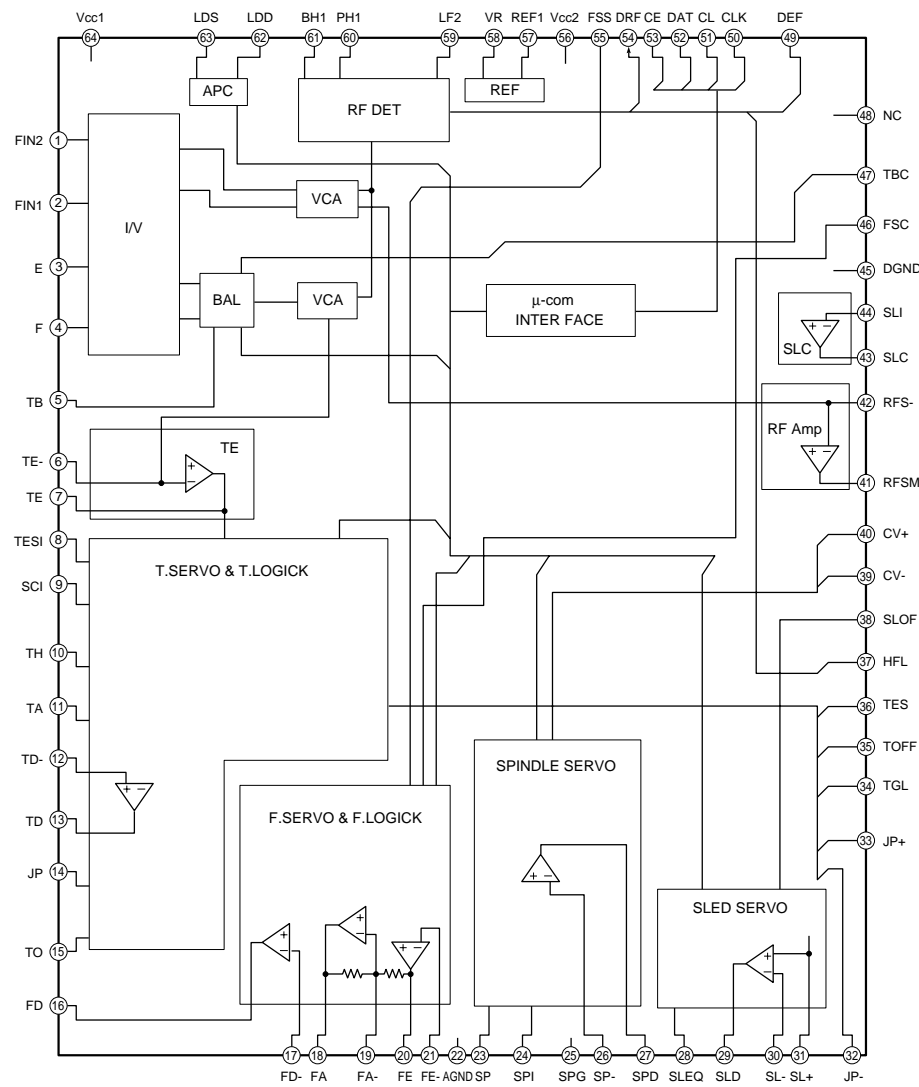 Vcc1 LDS LDD BH1 PH1 LF2 VR REF1 Vcc2 FSS DRF CE DAT CL CLK DEF
64 63 62 61 60 59 58 57 56 55 54 53 52 51 50 49
APC
RF DET
REF
FIN2 1
48 NC
47 TBC
FIN1 2
VCA
46 FSC
I/V
E 3
45 DGND
BAL
VCA
μ-com
INTER FACE
44 SLI
F 4
+ −
SLC
43 SLC
TB 5
42 RFS-
RF Amp
TE
+ −
TE- 6
+
−
41 RFSM
TE 7
TESI 8
40 CV+
T.SERVO & T.LOGICK
SCI 9
39 CV-
38 SLOF
TH 10
37 HFL
TA 11
36 TES
35 TOFF
TD- 12
SPINDLE SERVO
+ −
34 TGL
TD 13
F.SERVO & F.LOGICK
33 JP+
JP 14
+ −
SLED SERVO
TO 15
+
−
+
−
+ −
+
−
FD 16
17 18 19 20 21 22 23 24 25 26 27 28 29 30 31 32
FD- FA FA- FE FE- AGND SP SPI SPG SP- SPD SLEQ SLD SL- SL+ JP-